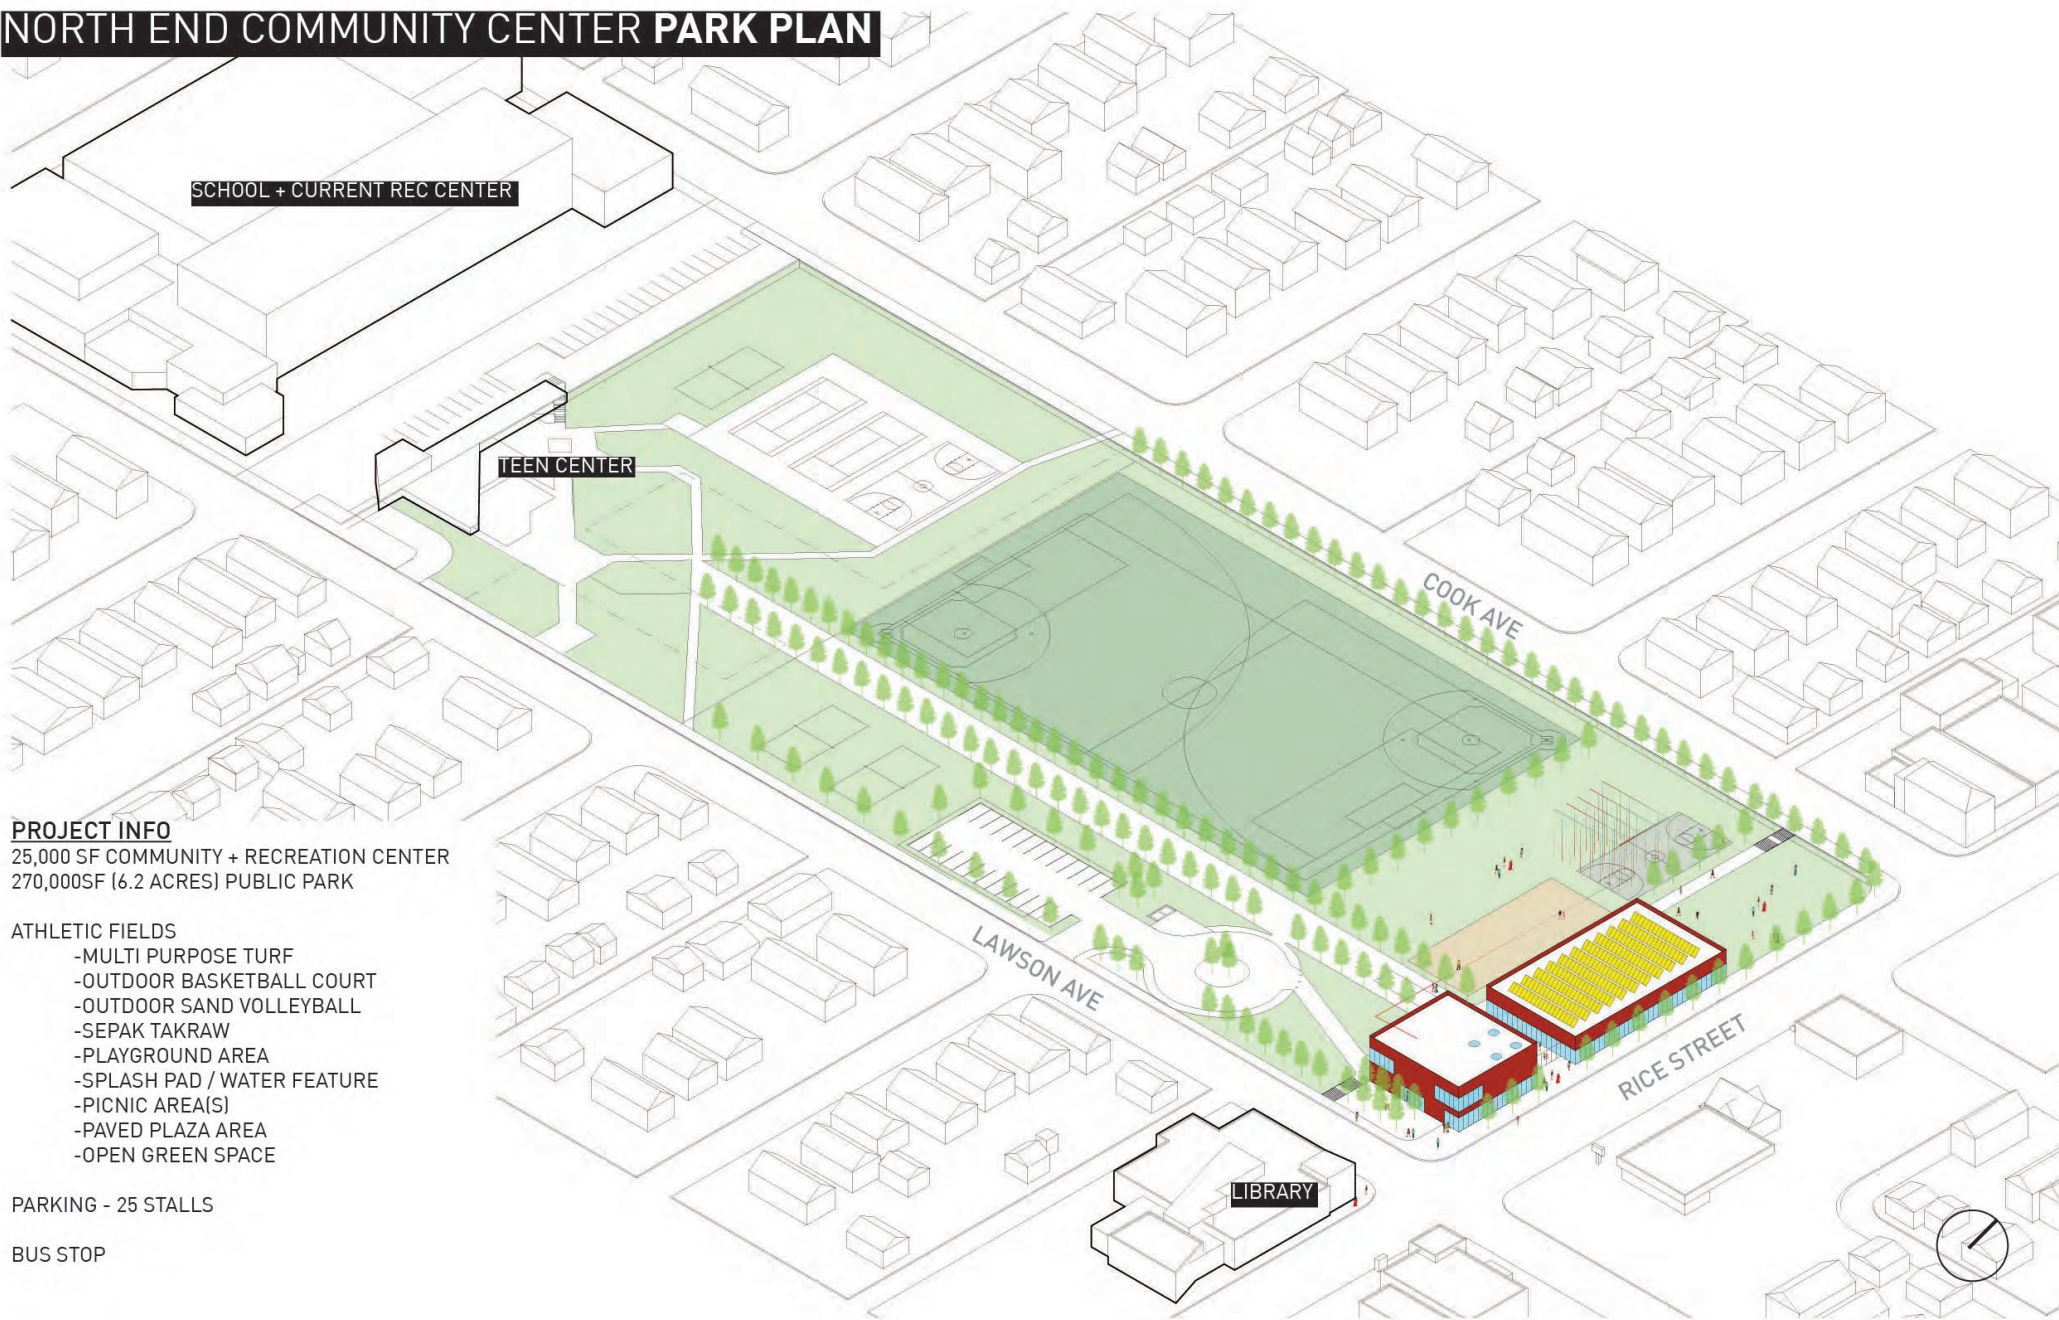 NORTH END COMMUNITY CENTER PARK PLAN
SCHOOL + CURRENT REC CENTER
TEEN CENTER
COOK AVE
LAWSON AVE
RICE STREET
LIBRARY
PROJECT INFO
25,000 SF COMMUNITY + RECREATION CENTER
270,000SF (6.2 ACRES) PUBLIC PARK
ATHLETIC FIELDS
-MULTI PURPOSE TURF
-OUTDOOR BASKETBALL COURT
-OUTDOOR SAND VOLLEYBALL
-SEPAK TAKRAW
-PLAYGROUND AREA
-SPLASH PAD / WATER FEATURE
-PICNIC AREA(S)
-PAVED PLAZA AREA
-OPEN GREEN SPACE
PARKING - 25 STALLS
BUS STOP